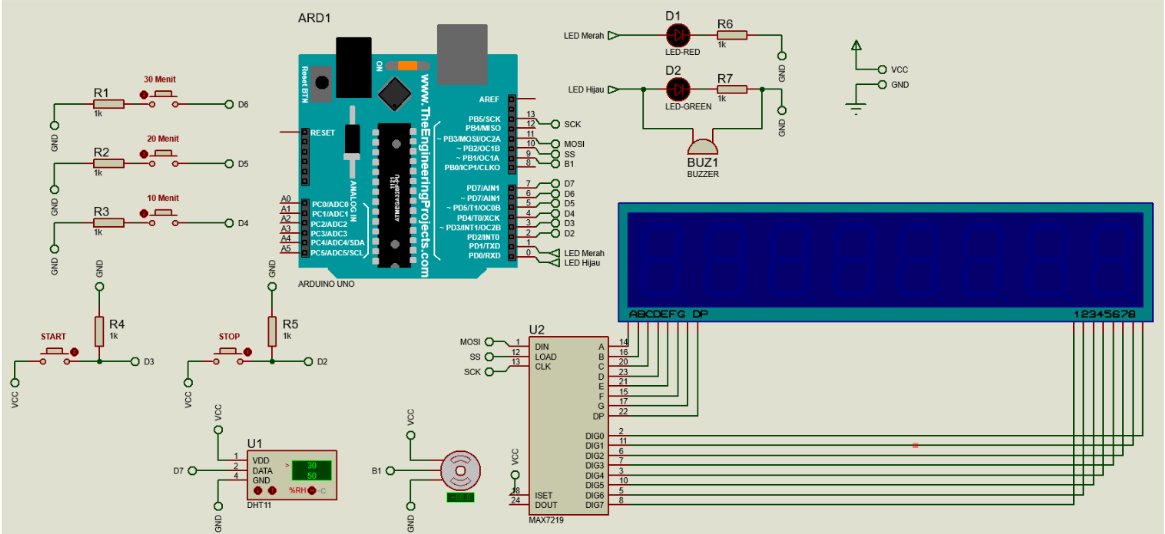 ARD1
30 Menit
R1
1k
D6
GND
20 Menit
R2
1k
D5
GND
10 Menit
R3
1k
D4
GND
GND
R4
1k
START
D3
VCC
GND
R5
1k
STOP
D2
VCC
Reset BTN
ON
www.TheEngineeringProjects.com
ANALOG IN
RESET
AREF
PB5/SCK
PB4/MISO
~ PB3/MOSI/OC2A
~ PB2/OC1B
~ PB1/OC1A
PB0/ICP1/CLKO
13
12
11
10
9
8
SCK
MOSI
SS
B1
PD7/AIN1
~ PD7/AIN1
~ PD5/T1/OC0B
PD4/T0/XCK
~ PD3/INT1/OC2B
PD2/INT0
PD1/TXD
PD0/RXD
7
6
5
4
3
2
1
0
D7
D6
D5
D4
D3
D2
LED Merah
LED Hijau
A0
A1
A2
A3
A4
A5
PC0/ADC0
PC1/ADC1
PC2/ADC2
PC3/ADC3
PC4/ADC4/SDA
PC5/ADC5/SCL
ARDUINO UNO
LED Merah
D1
LED-RED
R6
1k
GND
LED Hijau
D2
LED-GREEN
R7
1k
GND
BUZ1
BUZZER
VCC
GND
ABCDEFG DP
12345678
U2
MOSI
SS
SCK
1
12
13
DIN
LOAD
CLK
A
B
C
D
E
F
G
DP
14
16
20
23
21
15
17
22
DIG0
DIG1
DIG2
DIG3
DIG4
DIG5
DIG6
DIG7
2
11
6
7
3
10
5
8
VCC
18
24
ISET
DOUT
MAX7219
VCC
U1
D7
1
2
4
VDD
DATA
GND
>
30
50
%RH
C
DHT11
GND
VCC
B1
GND